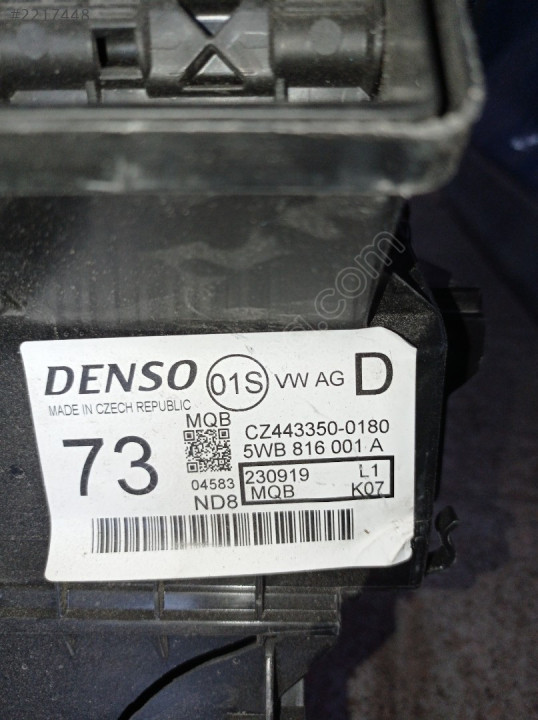 DENSO 01S VW AG D
MADE IN CZECH REPUBLIC
MQB
CZ443350-0180
73
5WB 816 001 A
04583
230919 L1
ND8
MQB K07